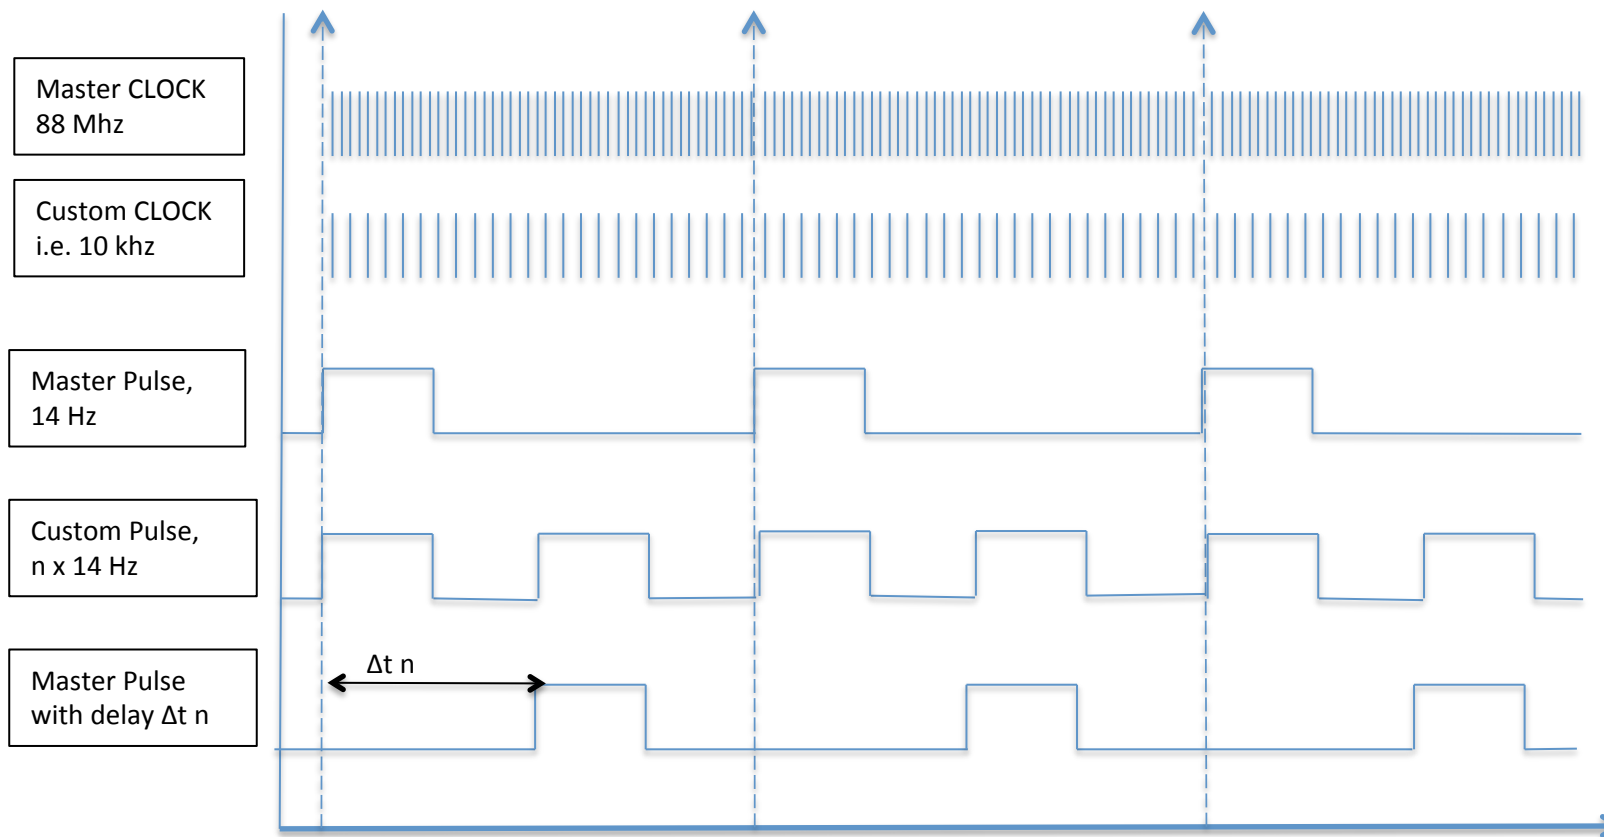 Master CLOCK
88 Mhz
Custom CLOCK
i.e. 10 khz
Master Pulse,
14 Hz
Custom Pulse,
n x 14 Hz
Δt n
Master Pulse
with delay Δt n